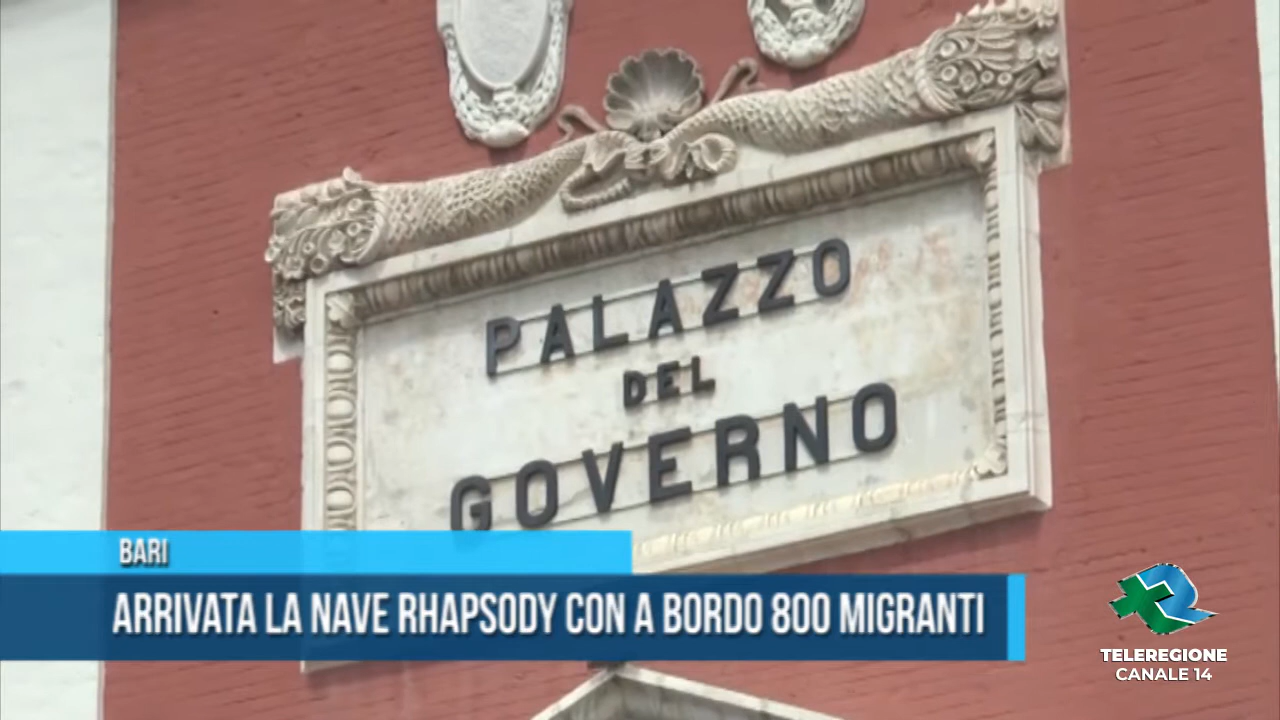 PALAZZO
DEL
GOVERNO
BARI
ARRIVATA LA NAVE RHAPSODY CON A BORDO 800 MIGRANTI
TELEREGIONE
CANALE 14